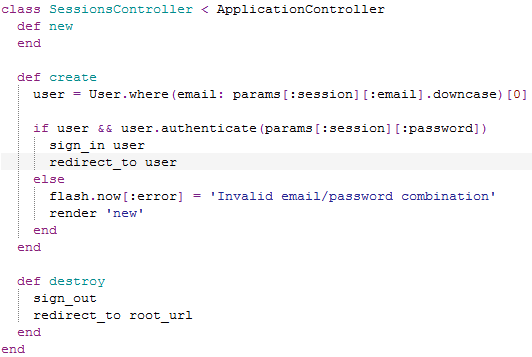 class SessionsController < ApplicationController
  def new
  end

  def create
    user = User.where(email: params[:session][:email].downcase)[0]

    if user && user.authenticate(params[:session][:password])
      sign_in user
      redirect_to user
    else
      flash.now[:error] = 'Invalid email/password combination'
      render 'new'
    end
  end

  def destroy
    sign_out
    redirect_to root_url
  end
end